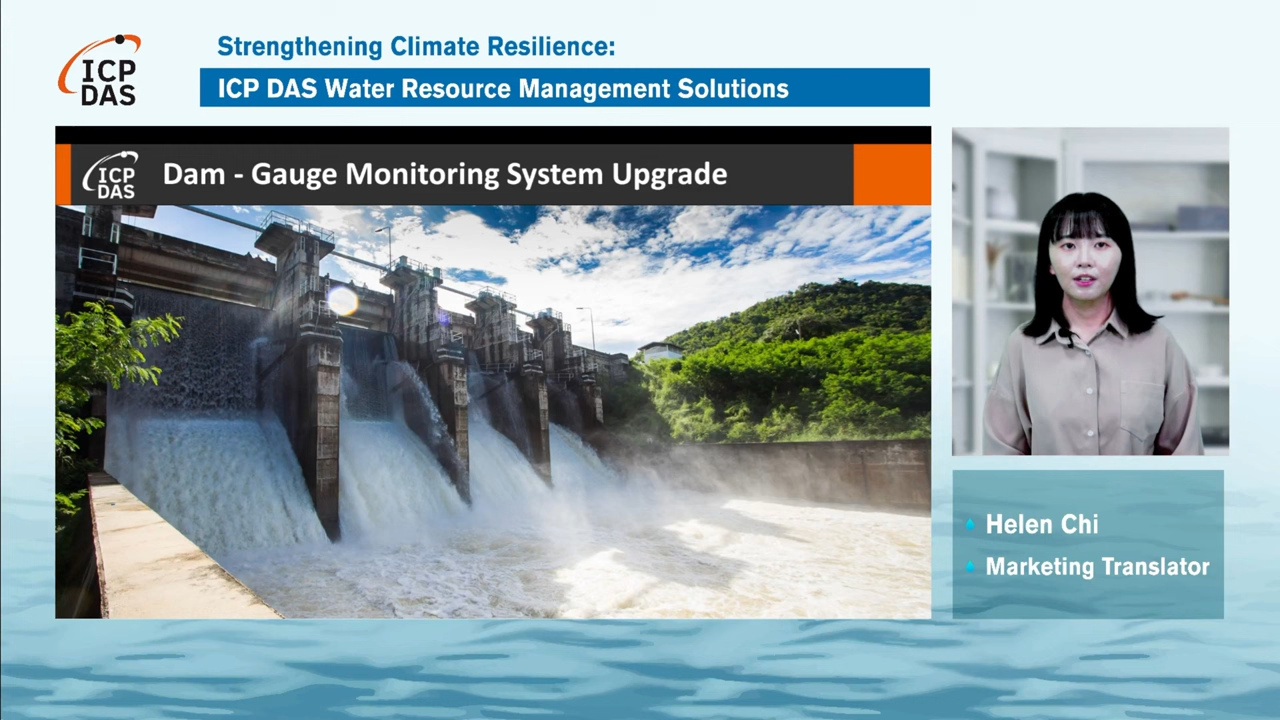 ICP
DAS
Strengthening Climate Resilience:
ICP DAS Water Resource Management Solutions
ICP
DAS
Dam - Gauge Monitoring System Upgrade
Helen Chi
Marketing Translator